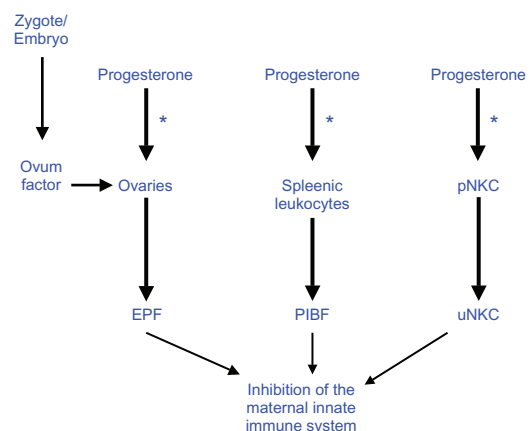 Zygote/
Embryo
Progesterone
Progesterone
Progesterone
*
*
*
Ovum
factor
Ovaries
Spleenic
leukocytes
pNKC
EPF
PIBF
uNKC
Inhibition of the
maternal innate
immune system